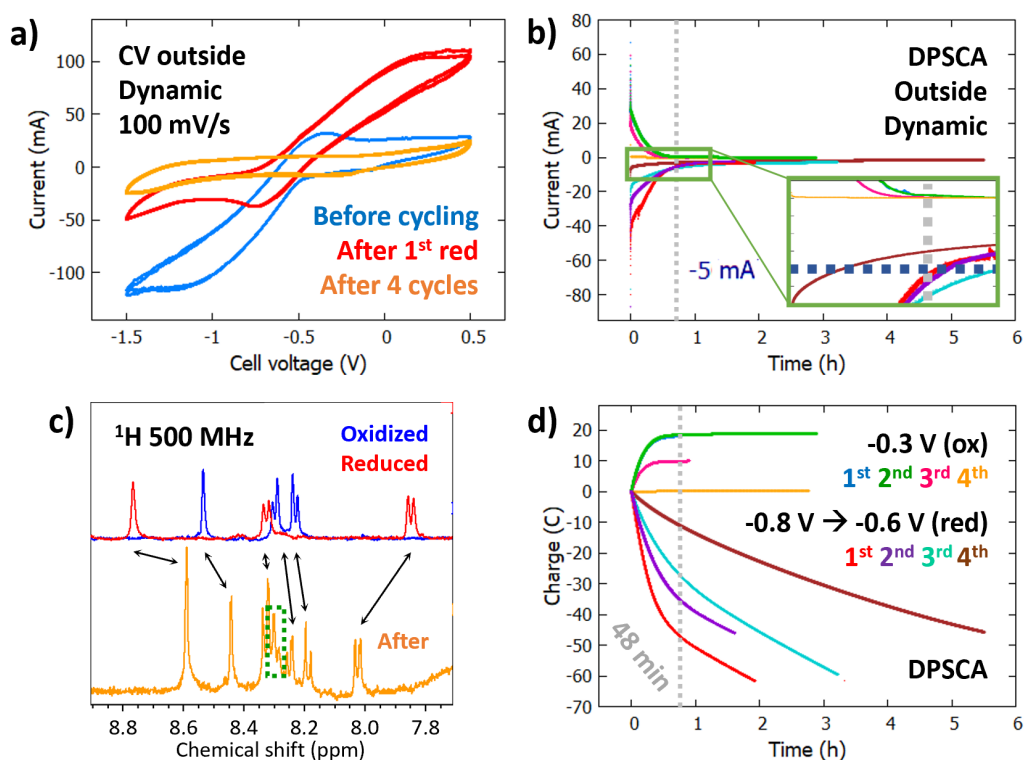 a)
CV outside
Dynamic
100 mV/s
Before cycling
After 1st red
After 4 cycles
Current (mA)
100
50
0
-50
-100
-1.5
-1
-0.5
0
0.5
Cell voltage (V)
b)
DPSCA
Outside
Dynamic
-5 mA
Current (mA)
80
60
40
20
0
-20
-40
-60
-80
0
1
2
3
4
5
6
Time (h)
c)
1H 500 MHz
Oxidized
Reduced
After
8.8
8.6
8.4
8.2
8.0
7.8
Chemical shift (ppm)
d)
-0.3 V (ox)
1st 2nd 3rd 4th
-0.8 V → -0.6 V (red)
1st 2nd 3rd 4th
48 min
DPSCA
Charge (C)
20
10
0
-10
-20
-30
-40
-50
-60
-70
0
1
2
3
4
5
6
Time (h)